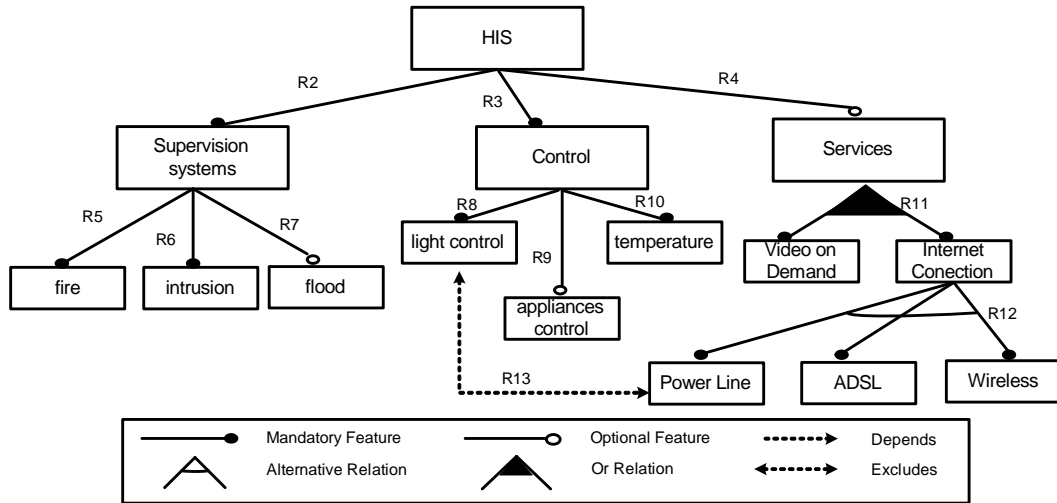 HIS
R2
R3
R4
Supervision
systems
Control
Services
R5
R6
R7
R8
R9
R10
R11
fire
intrusion
flood
light control
temperature
appliances
control
Video on
Demand
Internet
Conection
R12
R13
Power Line
ADSL
Wireless
Mandatory Feature
Optional Feature
Depends
Alternative Relation
Or Relation
Excludes